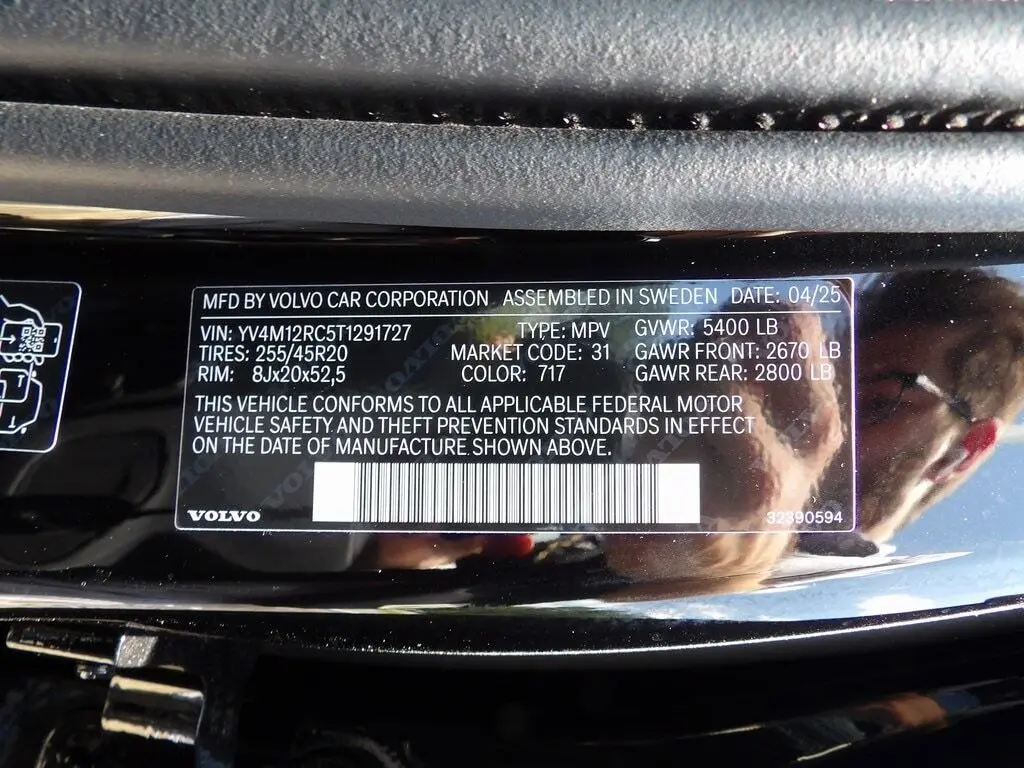 MFD BY VOLVO CAR CORPORATION ASSEMBLED IN SWEDEN DATE: 04/25
VIN: YV4M12RC5T1291727 TYPE: MPV GVWR: 5400 LB
TIRES: 255/45R20 MARKET CODE: 31 GAWR FRONT: 2670 LB
RIM: 8Jx20x52,5 COLOR: 717 GAWR REAR: 2800 LB
THIS VEHICLE CONFORMS TO ALL APPLICABLE FEDERAL MOTOR
VEHICLE SAFETY AND THEFT PREVENTION STANDARDS IN EFFECT
ON THE DATE OF MANUFACTURE SHOWN ABOVE.
VOLVO 32390594